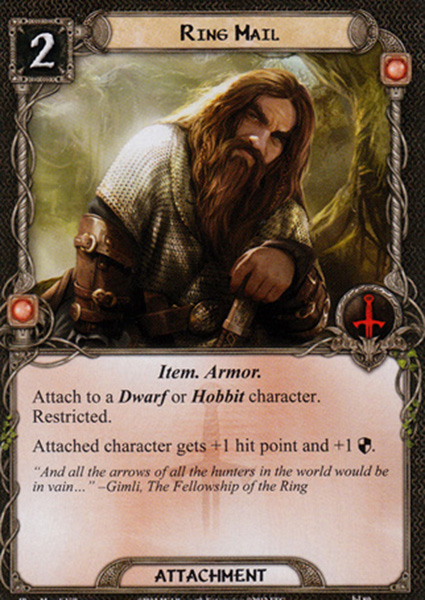 2
RING MAIL
Item. Armor.
Attach to a Dwarf or Hobbit character.
Restricted.
Attached character gets +1 hit point and +1 .
“And all the arrows of all the hunters in the world would be
in vain…” –Gimli, The Fellowship of the Ring
ATTACHMENT